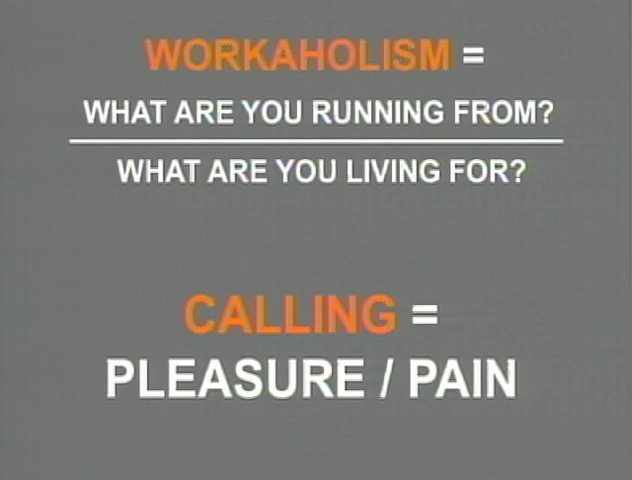 WORKAHOLISM =
WHAT ARE YOU RUNNING FROM?
WHAT ARE YOU LIVING FOR?
CALLING =
PLEASURE / PAIN